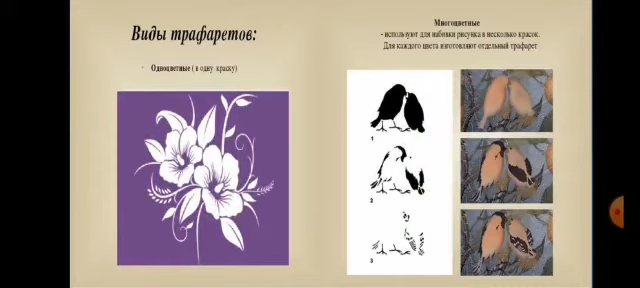 Виды трафаретов:
Одноцветные ( в одну краску)
Многоцветные
- используют для набивки рисунка в несколько красок.
Для каждого цвета изготовляют отдельный трафарет
1
2
3